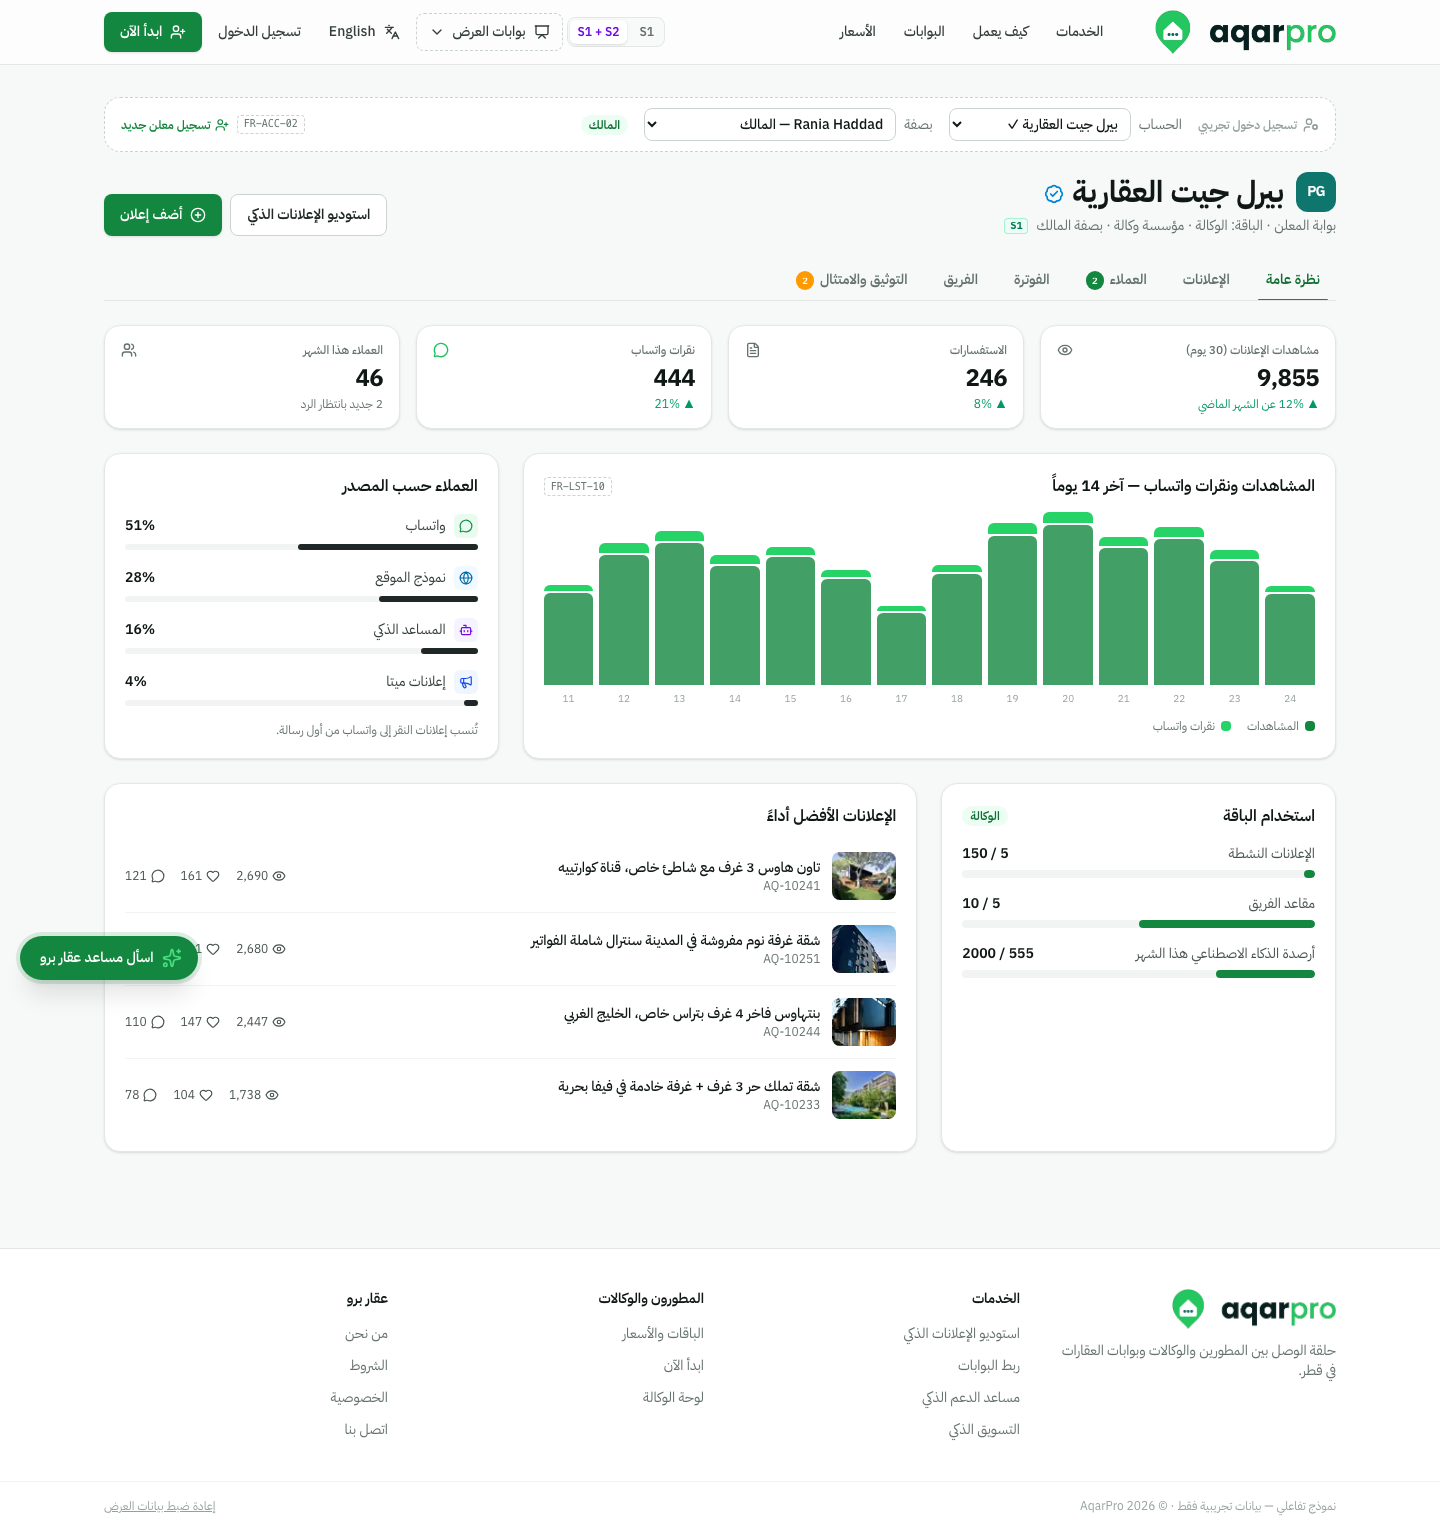 aqarpro
الخدمات
كيف يعمل
البوابات
الأسعار
S1
S1 + S2
بوابات العرض
English
تسجيل الدخول
ابدأ الآن
تسجيل دخول تجريبي
الحساب
بيرل جيت العقارية ✓
بصفة
Rania Haddad — المالك
المالك
FR-ACC-02
تسجيل معلن جديد
PG
بيرل جيت العقارية
بوابة المعلن · الباقة: الوكالة · مؤسسة وكالة · بصفة المالك
S1
استوديو الإعلانات الذكي
أضف إعلان
نظرة عامة
الإعلانات
العملاء 2
الفوترة
الفريق
التوثيق والامتثال 2
مشاهدات الإعلانات (30 يوم)
9,855
▲ 12% عن الشهر الماضي
الاستفسارات
246
▲ 8%
نقرات واتساب
444
▲ 21%
العملاء هذا الشهر
46
2 جديد بانتظار الرد
المشاهدات ونقرات واتساب — آخر 14 يوماً
FR-LST-10
24
23
22
21
20
19
18
17
16
15
14
13
12
11
المشاهدات
نقرات واتساب
العملاء حسب المصدر
واتساب
51%
نموذج الموقع
28%
المساعد الذكي
16%
إعلانات ميتا
4%
تُنسب إعلانات النقر إلى واتساب من أول رسالة.
استخدام الباقة
الوكالة
الإعلانات النشطة
150 / 5
مقاعد الفريق
10 / 5
أرصدة الذكاء الاصطناعي هذا الشهر
2000 / 555
الإعلانات الأفضل أداءً
تاون هاوس 3 غرف مع شاطئ خاص، قناة كوارتييه
AQ-10241
2,690
161
121
شقة غرفة نوم مفروشة في المدينة سنترال شاملة الفواتير
AQ-10251
2,680
بنتهاوس فاخر 4 غرف بتراس خاص، الخليج الغربي
AQ-10244
2,447
147
110
شقة تملك حر 3 غرف + غرفة خادمة في فيفا بحرية
AQ-10233
1,738
104
78
اسأل مساعد عقار برو
aqarpro
حلقة الوصل بين المطورين والوكالات وبوابات العقارات
في قطر.
الخدمات
استوديو الإعلانات الذكي
ربط البوابات
مساعد الدعم الذكي
التسويق الذكي
المطورون والوكالات
الباقات والأسعار
ابدأ الآن
لوحة الوكالة
عقار برو
من نحن
الشروط
الخصوصية
اتصل بنا
نموذج تفاعلي — بيانات تجريبية فقط · © 2026 AqarPro
إعادة ضبط بيانات العرض